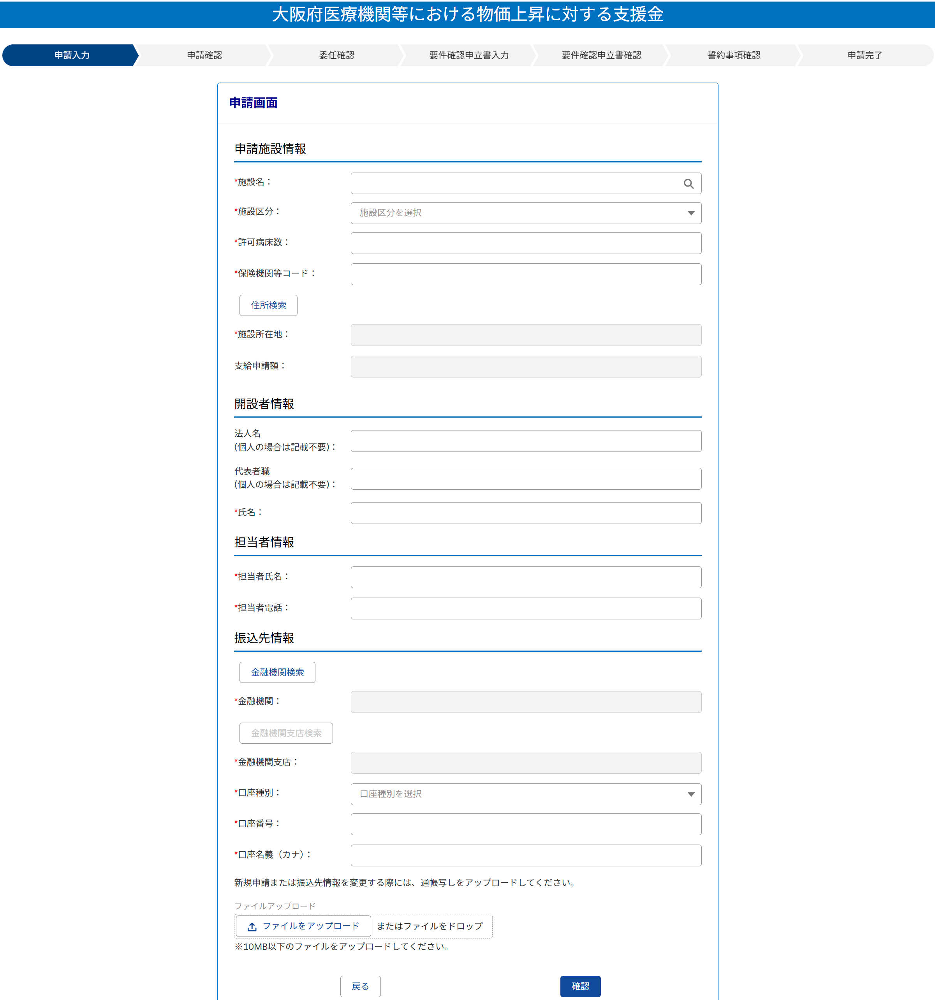 大阪府医療機関等における物価上昇に対する支援金
申請入力
申請確認
委任確認
要件確認申立書入力
要件確認申立書確認
誓約事項確認
申請完了
申請画面
申請施設情報
*施設名：
*施設区分：
施設区分を選択
*許可病床数：
*保険機関等コード：
住所検索
*施設所在地：
支給申請額：
開設者情報
法人名
(個人の場合は記載不要)：
代表者職
(個人の場合は記載不要)：
*氏名：
担当者情報
*担当者氏名：
*担当者電話：
振込先情報
金融機関検索
*金融機関：
金融機関支店検索
*金融機関支店：
*口座種別：
口座種別を選択
*口座番号：
*口座名義（カナ）：
新規申請または振込先情報を変更する際には、通帳写しをアップロードしてください。
ファイルアップロード
ファイルをアップロード
またはファイルをドロップ
※10MB以下のファイルをアップロードしてください。
戻る
確認